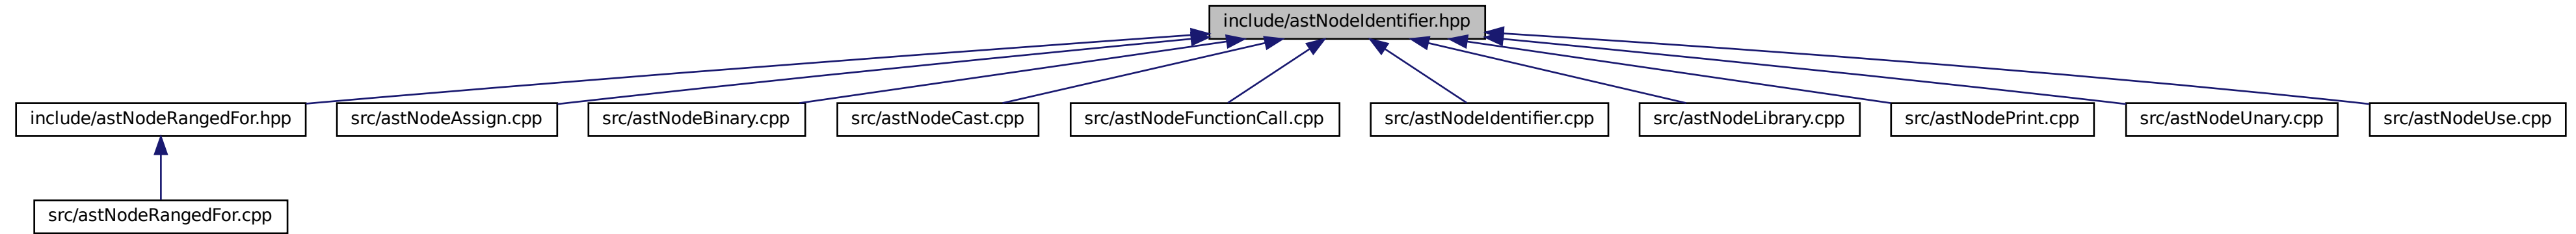 include/astNodeIdentifier.hpp
include/astNodeRangedFor.hpp
src/astNodeAssign.cpp
src/astNodeBinary.cpp
src/astNodeCast.cpp
src/astNodeFunctionCall.cpp
src/astNodeIdentifier.cpp
src/astNodeLibrary.cpp
src/astNodePrint.cpp
src/astNodeUnary.cpp
src/astNodeUse.cpp
src/astNodeRangedFor.cpp